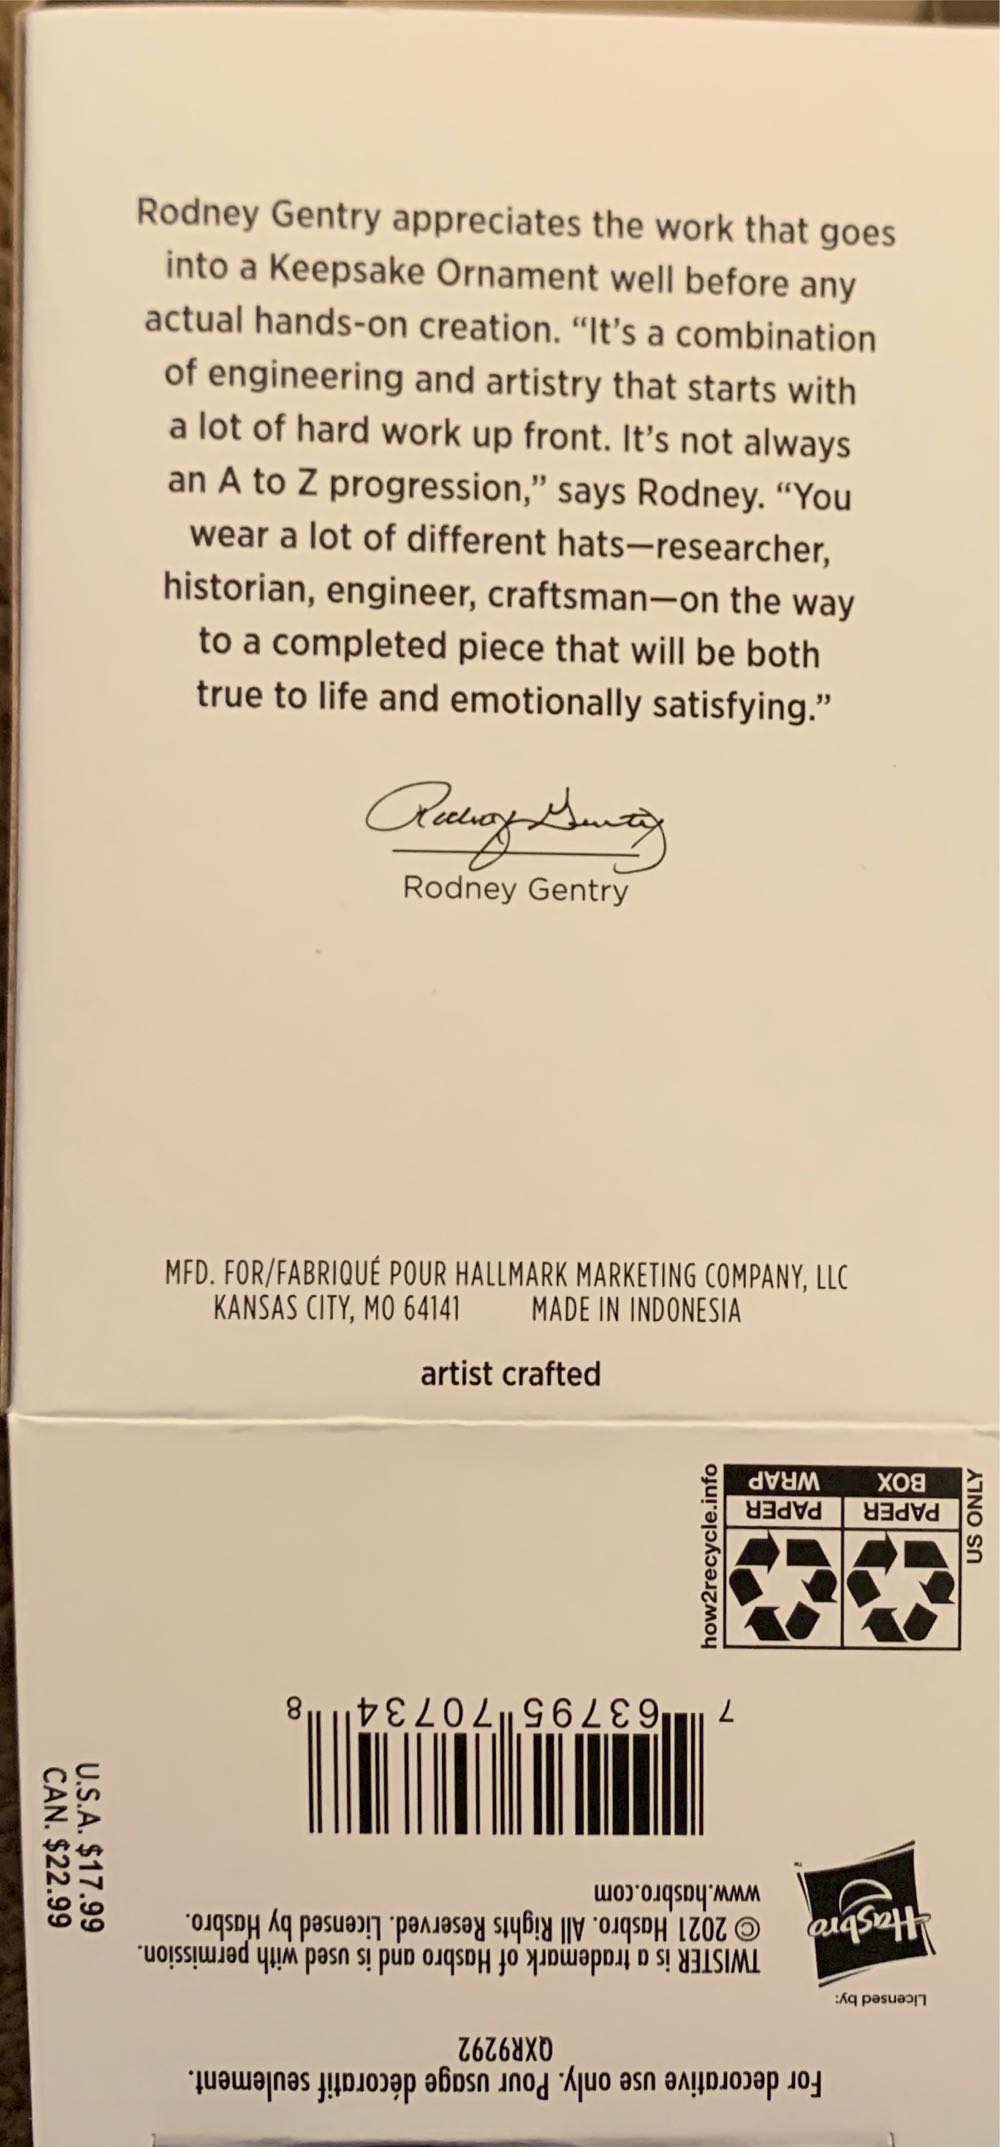 Rodney Gentry appreciates the work that goes
into a Keepsake Ornament well before any
actual hands-on creation. “It’s a combination
of engineering and artistry that starts with
a lot of hard work up front. It’s not always
an A to Z progression,” says Rodney. “You
wear a lot of different hats—researcher,
historian, engineer, craftsman—on the way
to a completed piece that will be both
true to life and emotionally satisfying.”
Rodney Gentry
Rodney Gentry
MFD. FOR/FABRIQUÉ POUR HALLMARK MARKETING COMPANY, LLC
KANSAS CITY, MO 64141 MADE IN INDONESIA
artist crafted
For decorative use only. Pour usage décoratif seulement.
QXR9292
Licensed by:
Hasbro™
TWISTER is a trademark of Hasbro and is used with permission.
© 2021 Hasbro. All Rights Reserved. Licensed by Hasbro.
www.hasbro.com
U.S.A. $17.99
CAN. $22.99
7 63795 70734 8
US ONLY
PAPER PAPER
BOX WRAP
how2recycle.info